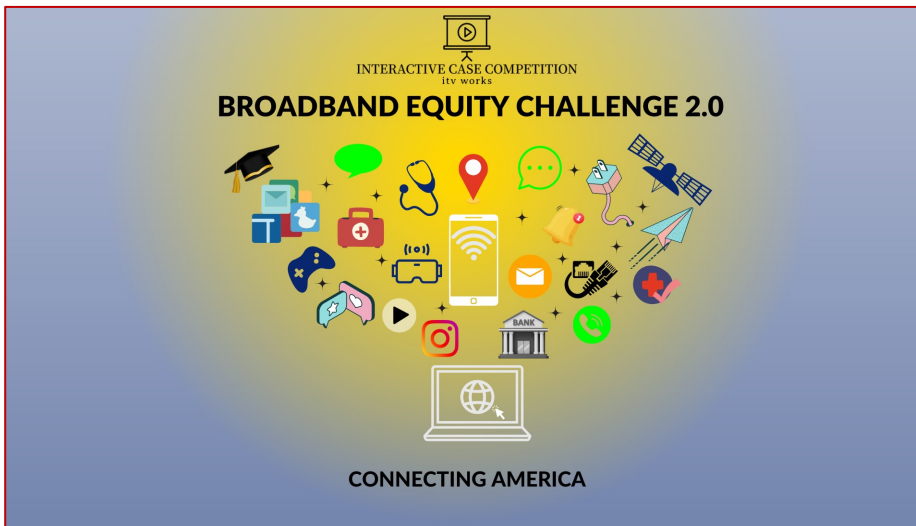 INTERACTIVE CASE COMPETITION
itv works
BROADBAND EQUITY CHALLENGE 2.0
T
BANK
CONNECTING AMERICA